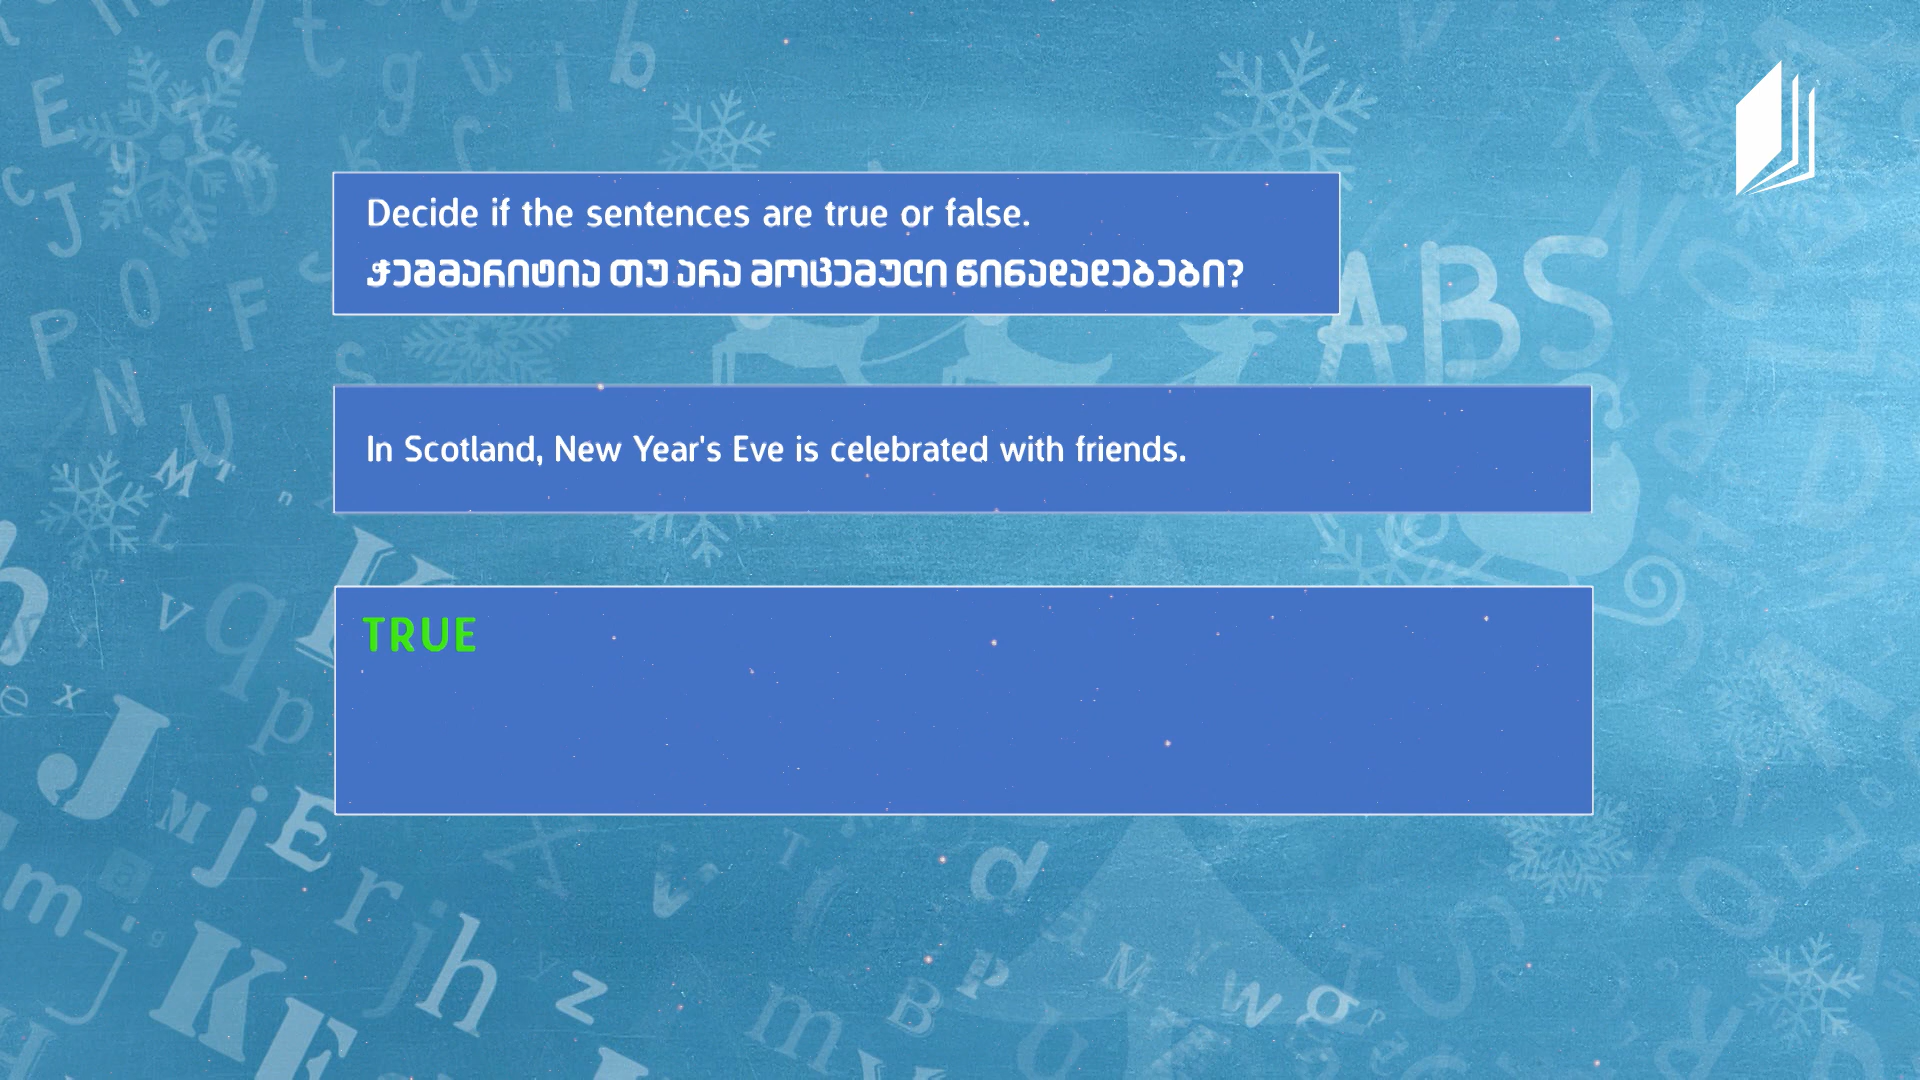 Decide if the sentences are true or false.
ჭეშმარიტია თუ არა მოცემული წინადადებები?
ABS
In Scotland, New Year's Eve is celebrated with friends.
TRUE